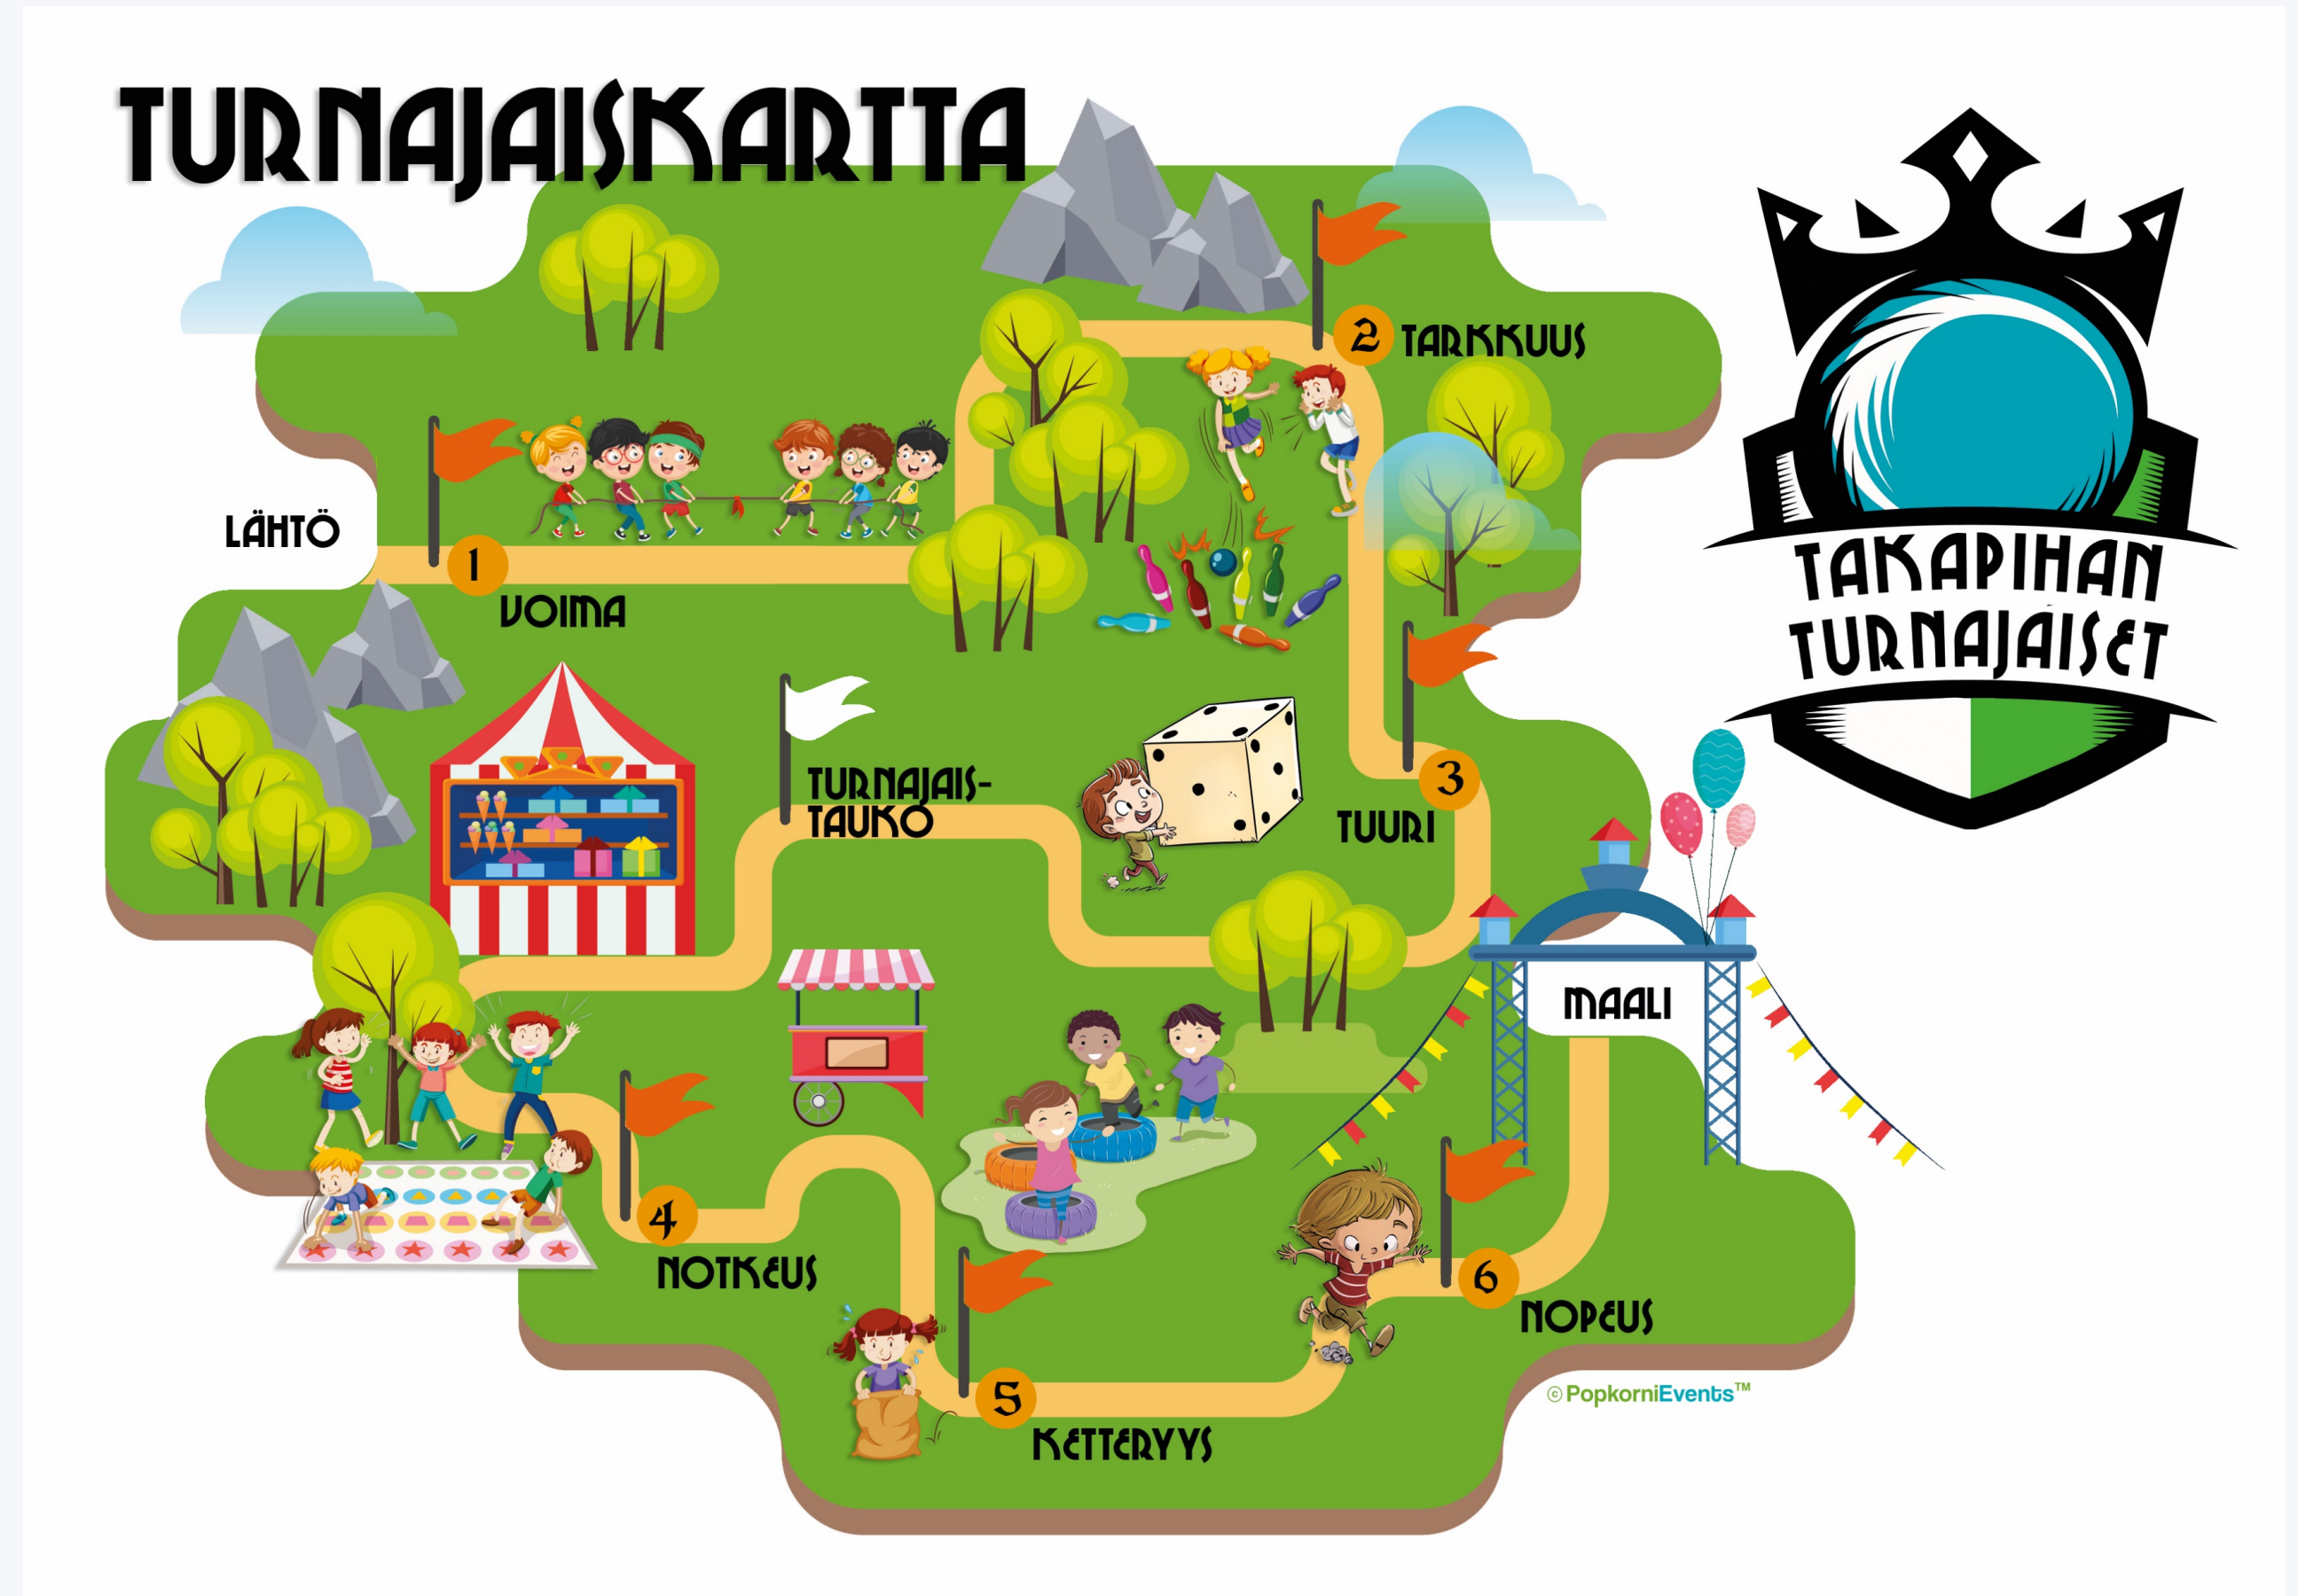 TURNAJAISKARTTA
2 TARKKUUS
LÄHTÖ
1
VOIMA
TAKAPIHAN
TURNAJAISET
TURNAJAIS-
TAUKO
3
TUURI
MAALI
4
NOTKEUS
6
NOPEUS
5
KETTERYYS
© PopkorniEvents™